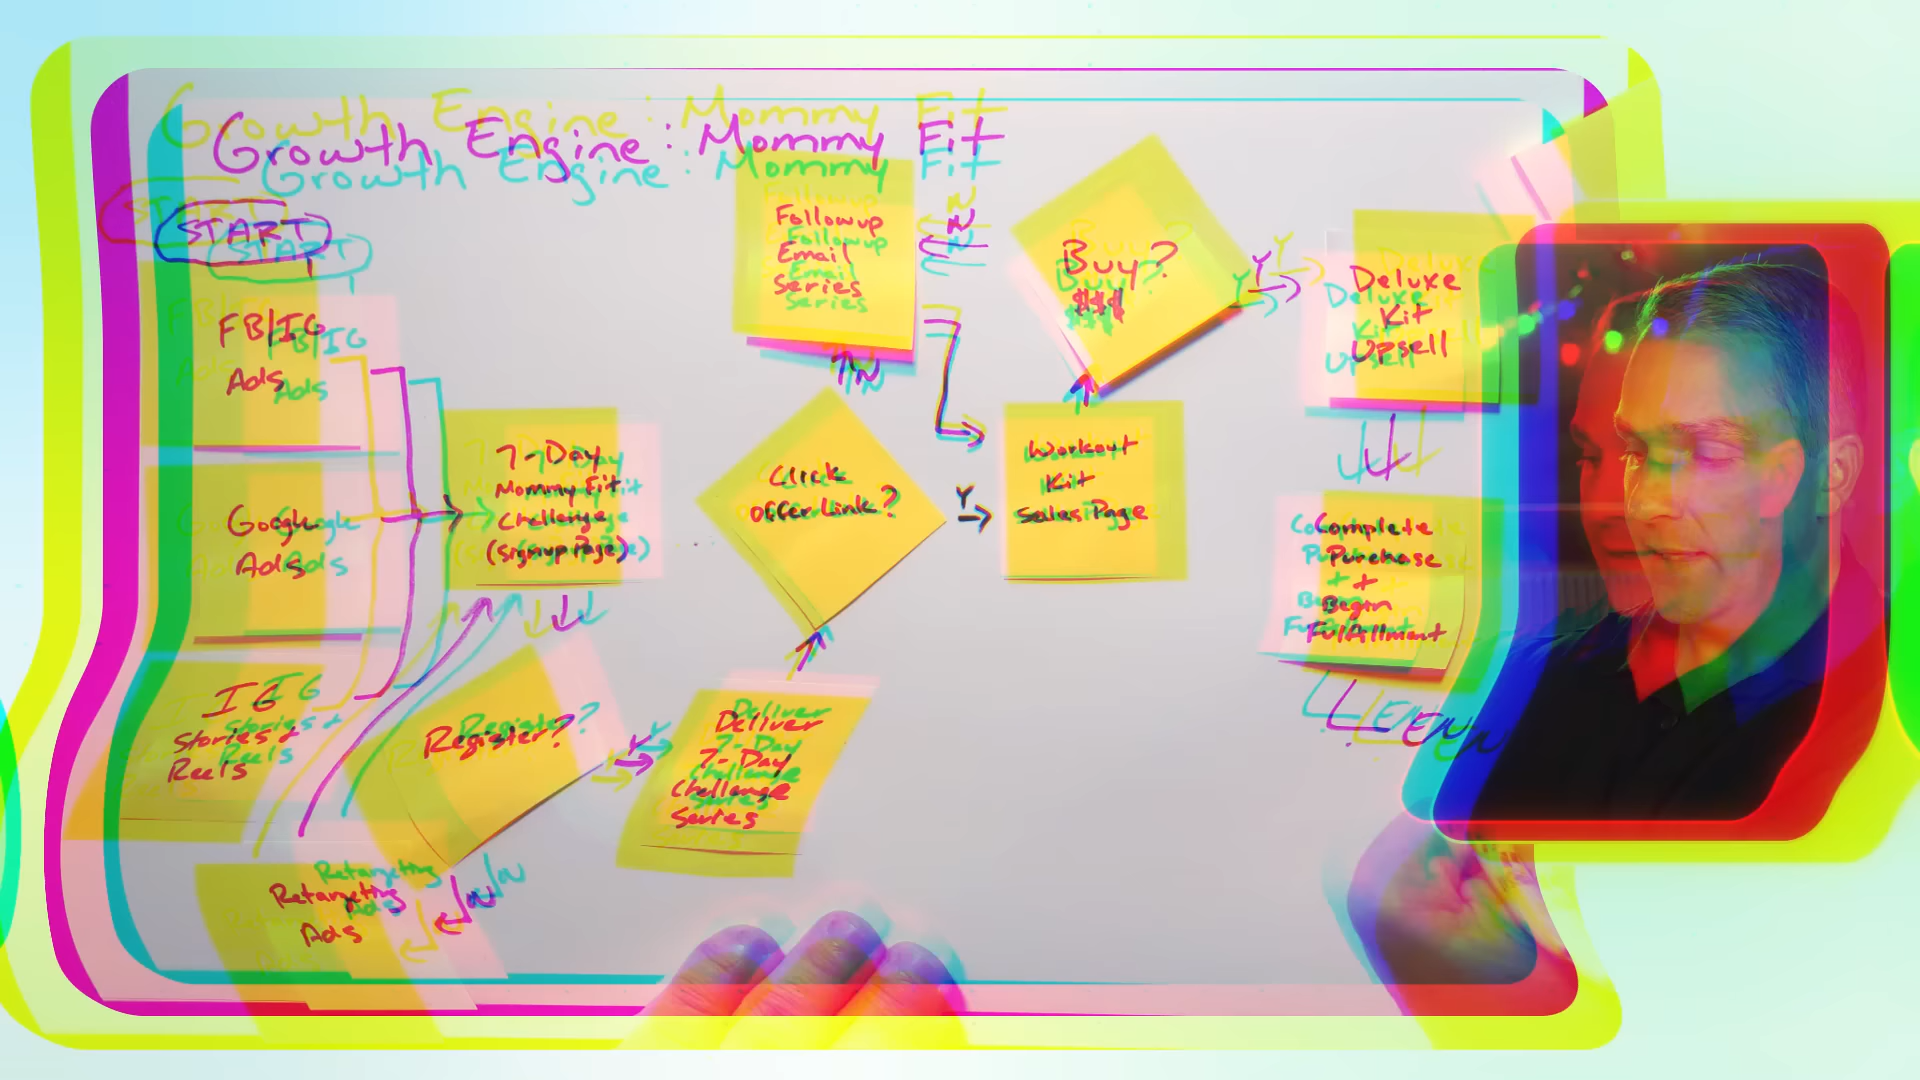 Growth Engine: Mommy Fit
START
FB/IG
Ads
Google
Ads
IG
Stories +
Reels
Retargeting
Ads
7-Day
Mommy Fit
Challenge
(Signup Page)
Register?
N
Y
Deliver
7-Day
Challenge
Series
Click
Offer Link?
N
Y
Followup
Email
Series
Workout
Kit
Sales Page
Buy?
$$$
N
Y
Deluxe
Kit
Upsell
Complete
Purchase
+
Begin
Fulfillment